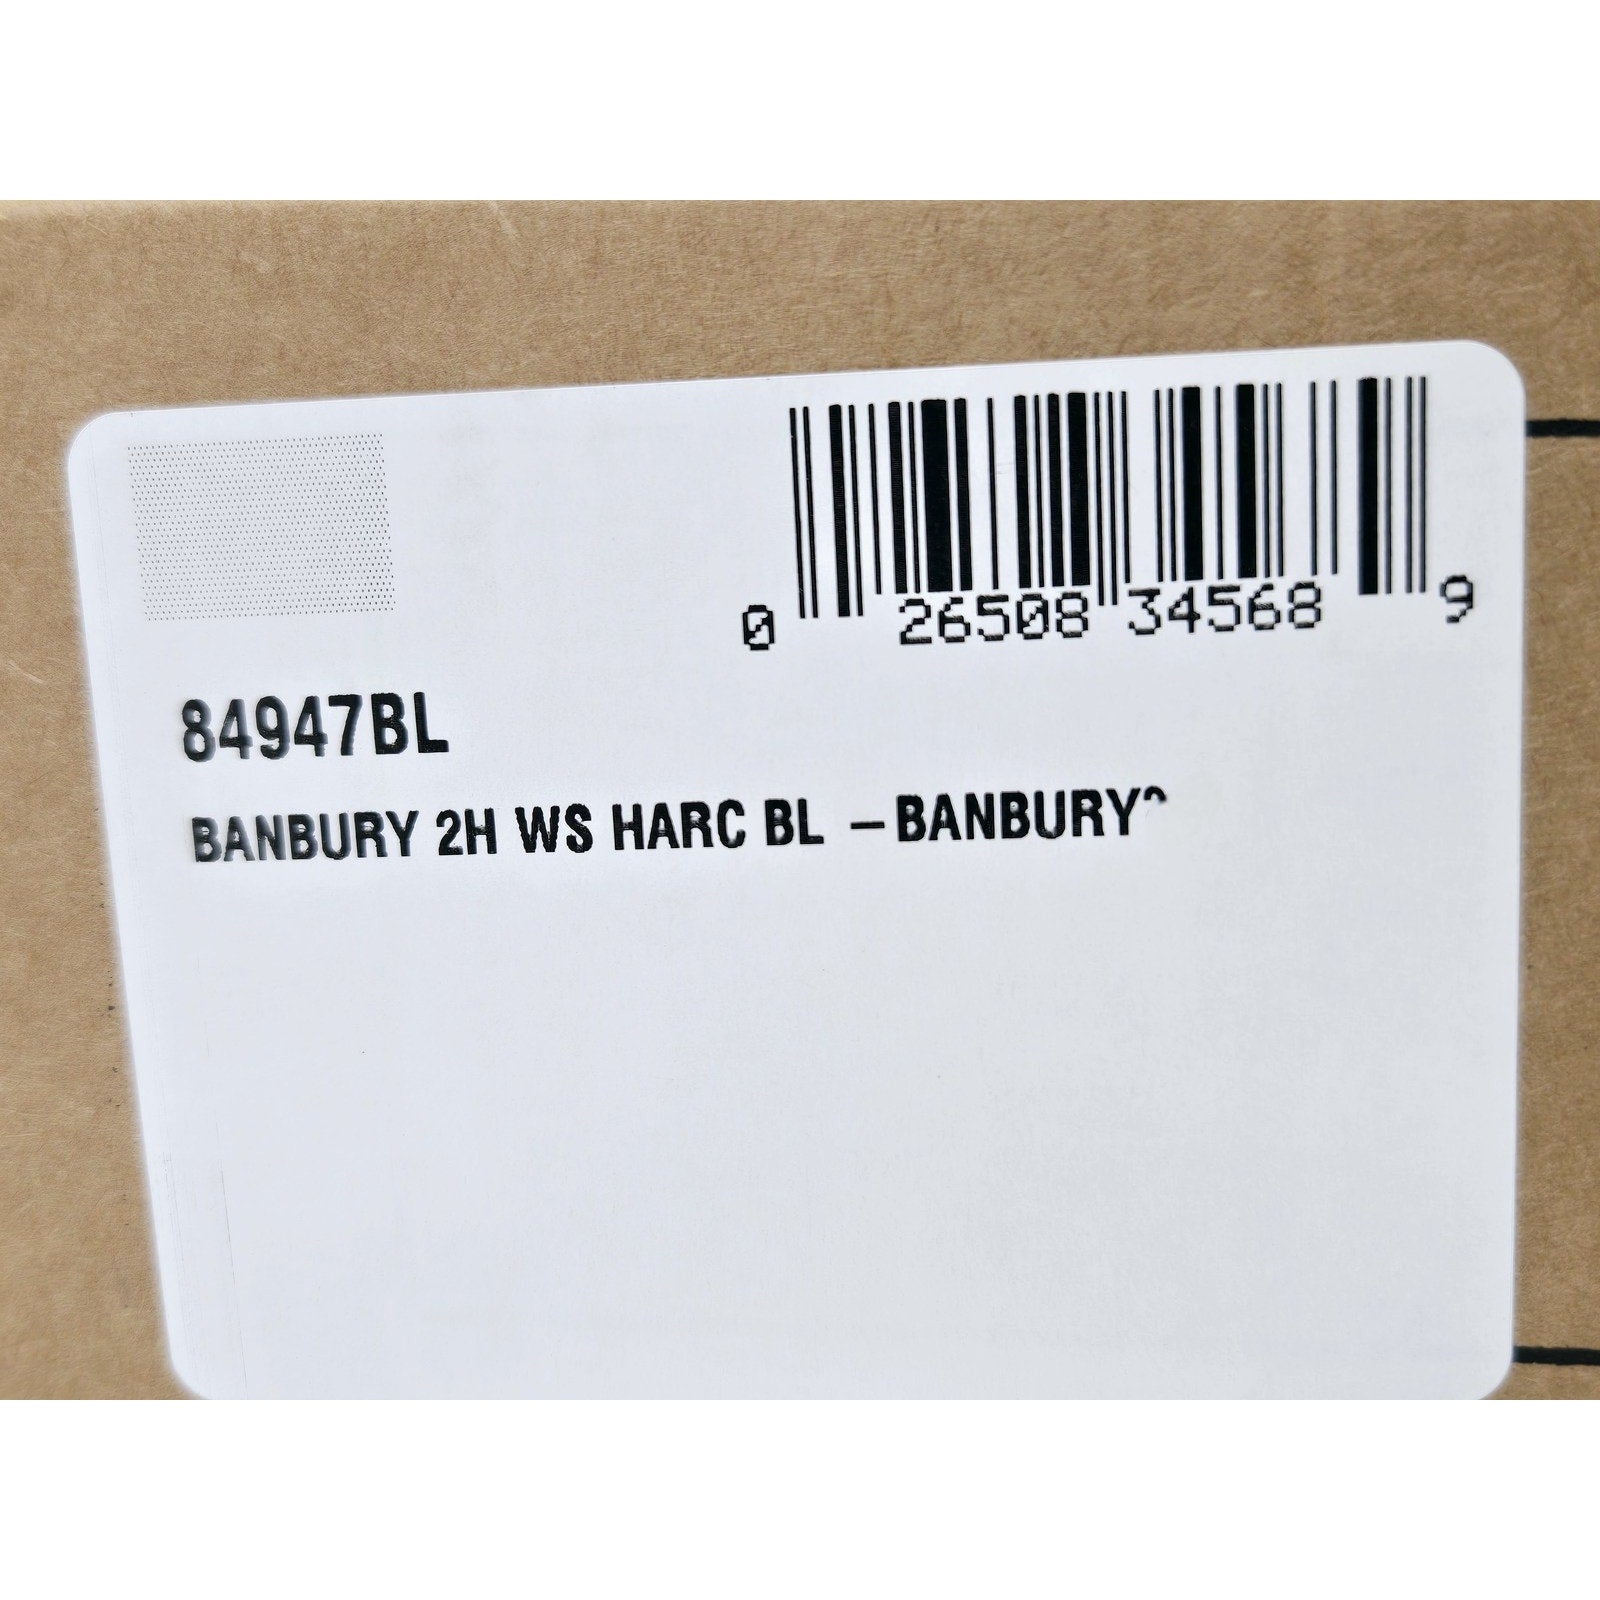 0 26508 34568 9
84947BL
BANBURY 2H WS HARC BL –BANBURY